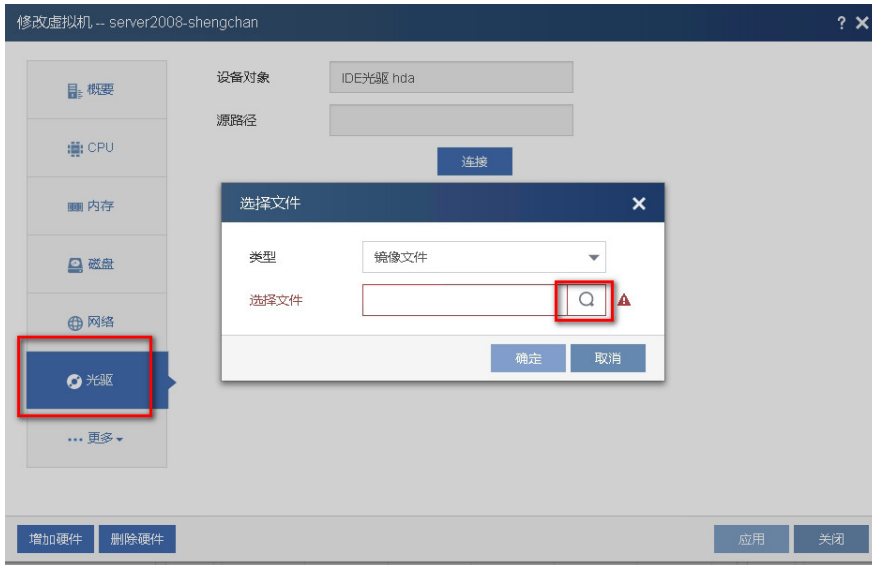 修改虚拟机 -- server2008-shengchan
? ×
概要
CPU
内存
磁盘
网络
光驱
... 更多
设备对象 IDE光驱 hda
源路径
连接
选择文件 ×
类型 镜像文件
选择文件
确定 取消
增加硬件 删除硬件 应用 关闭